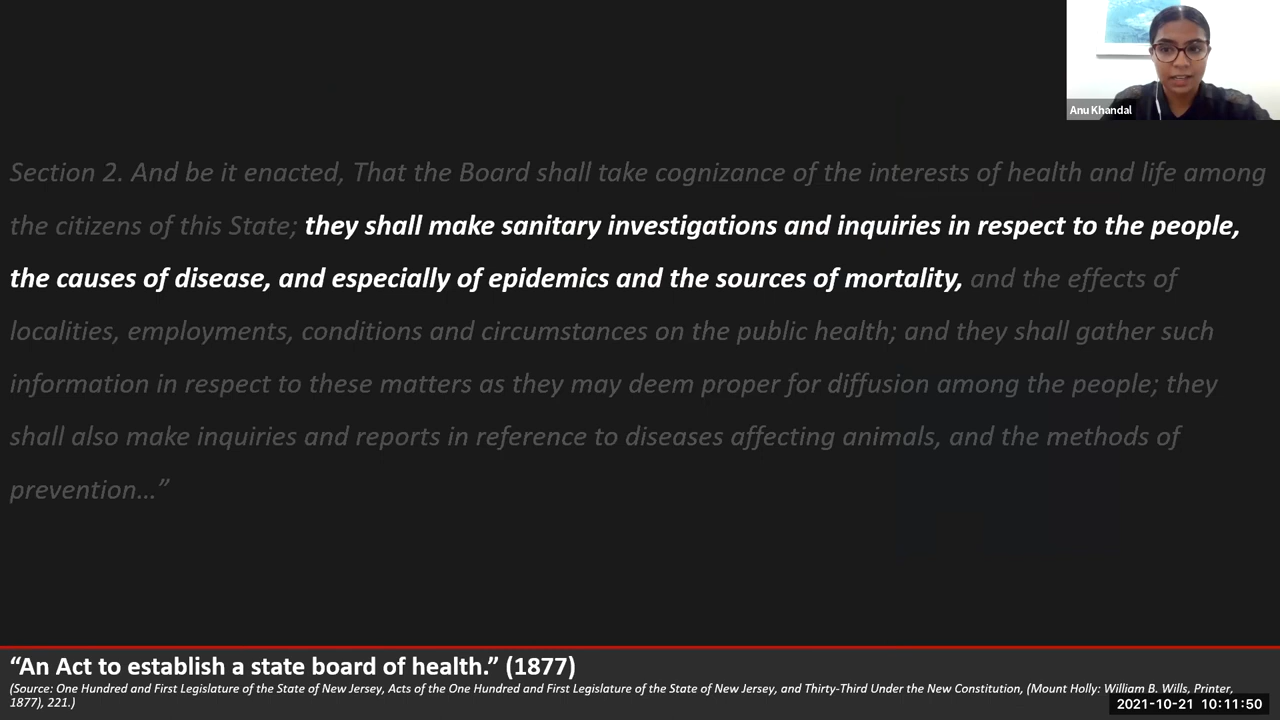 Anu Khandal
Section 2. And be it enacted, That the Board shall take cognizance of the interests of health and life among
the citizens of this State; they shall make sanitary investigations and inquiries in respect to the people,
the causes of disease, and especially of epidemics and the sources of mortality, and the effects of
localities, employments, conditions and circumstances on the public health; and they shall gather such
information in respect to these matters as they may deem proper for diffusion among the people; they
shall also make inquiries and reports in reference to diseases affecting animals, and the methods of
prevention…”
“An Act to establish a state board of health.” (1877)
(Source: One Hundred and First Legislature of the State of New Jersey, Acts of the One Hundred and First Legislature of the State of New Jersey, and Thirty-Third Under the New Constitution, (Mount Holly: William B. Wills, Printer,
1877), 221.)
2021-10-21 10:11:50